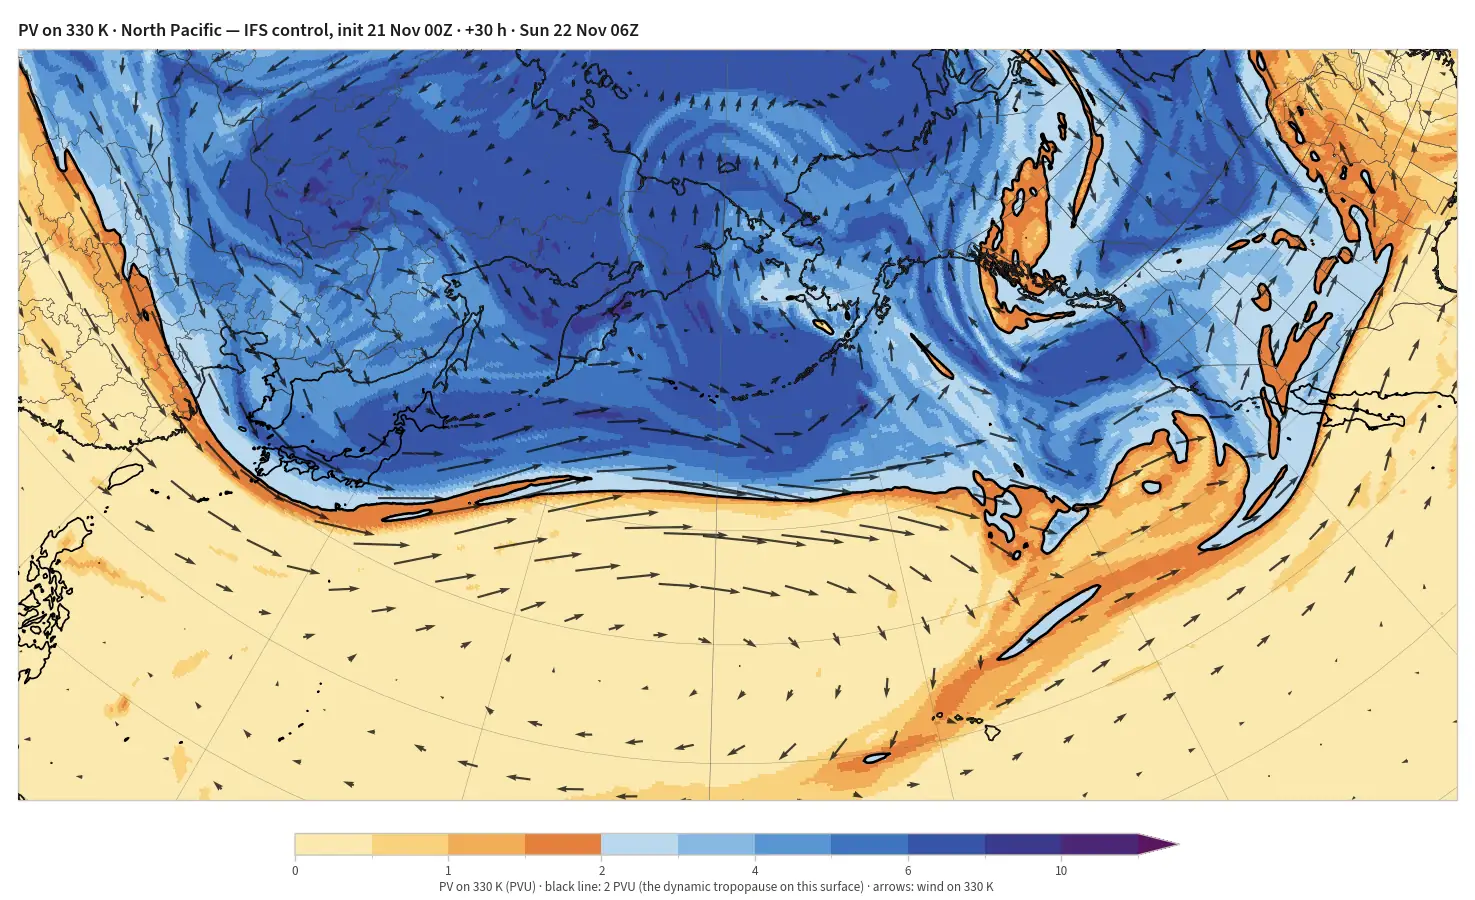 PV on 330 K · North Pacific — IFS control, init 21 Nov 00Z · +30 h · Sun 22 Nov 06Z
0 1 2 4 6 10
PV on 330 K (PVU) · black line: 2 PVU (the dynamic tropopause on this surface) · arrows: wind on 330 K